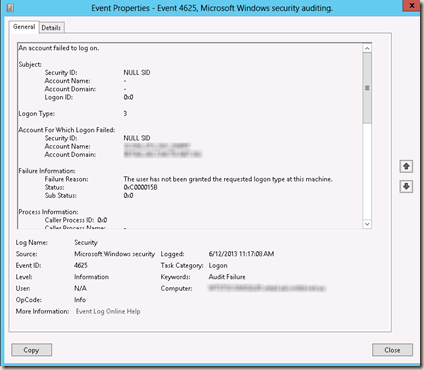 Event Properties - Event 4625, Microsoft Windows security auditing.
General Details
An account failed to log on.
Subject:
Security ID: NULL SID
Account Name: -
Account Domain: -
Logon ID: 0x0
Logon Type: 3
Account For Which Logon Failed:
Security ID: NULL SID
Account Name:
Account Domain:
Failure Information:
Failure Reason: The user has not been granted the requested logon type at this machine.
Status: 0xC000015B
Sub Status: 0x0
Process Information:
Caller Process ID: 0x0
Caller Process Name: -
Log Name: Security
Source: Microsoft Windows security Logged: 6/12/2013 11:17:08 AM
Event ID: 4625 Task Category: Logon
Level: Information Keywords: Audit Failure
User: N/A Computer:
OpCode: Info
More Information: Event Log Online Help
Copy Close